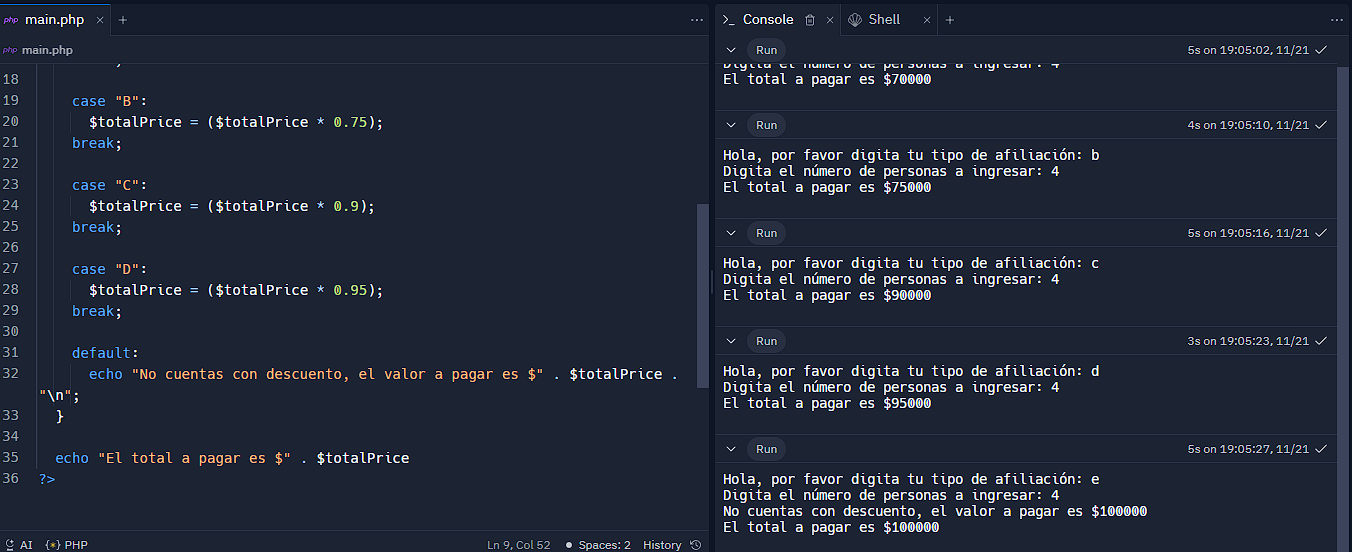 php main.php × +
php main.php
18
19 case "B":
20 $totalPrice = ($totalPrice * 0.75);
21 break;
22
23 case "C":
24 $totalPrice = ($totalPrice * 0.9);
25 break;
26
27 case "D":
28 $totalPrice = ($totalPrice * 0.95);
29 break;
30
31 default:
32 echo "No cuentas con descuento, el valor a pagar es $" . $totalPrice .
"\n";
33 }
34
35 echo "El total a pagar es $" . $totalPrice
36 ?>
AI {*} PHP Ln 9, Col 52 • Spaces: 2 History
>_ Console × Shell × +
Run 5s on 19:05:02, 11/21
Digita el número de personas a ingresar: 4
El total a pagar es $70000
Run 4s on 19:05:10, 11/21
Hola, por favor digita tu tipo de afiliación: b
Digita el número de personas a ingresar: 4
El total a pagar es $75000
Run 5s on 19:05:16, 11/21
Hola, por favor digita tu tipo de afiliación: c
Digita el número de personas a ingresar: 4
El total a pagar es $90000
Run 3s on 19:05:23, 11/21
Hola, por favor digita tu tipo de afiliación: d
Digita el número de personas a ingresar: 4
El total a pagar es $95000
Run 5s on 19:05:27, 11/21
Hola, por favor digita tu tipo de afiliación: e
Digita el número de personas a ingresar: 4
No cuentas con descuento, el valor a pagar es $100000
El total a pagar es $100000